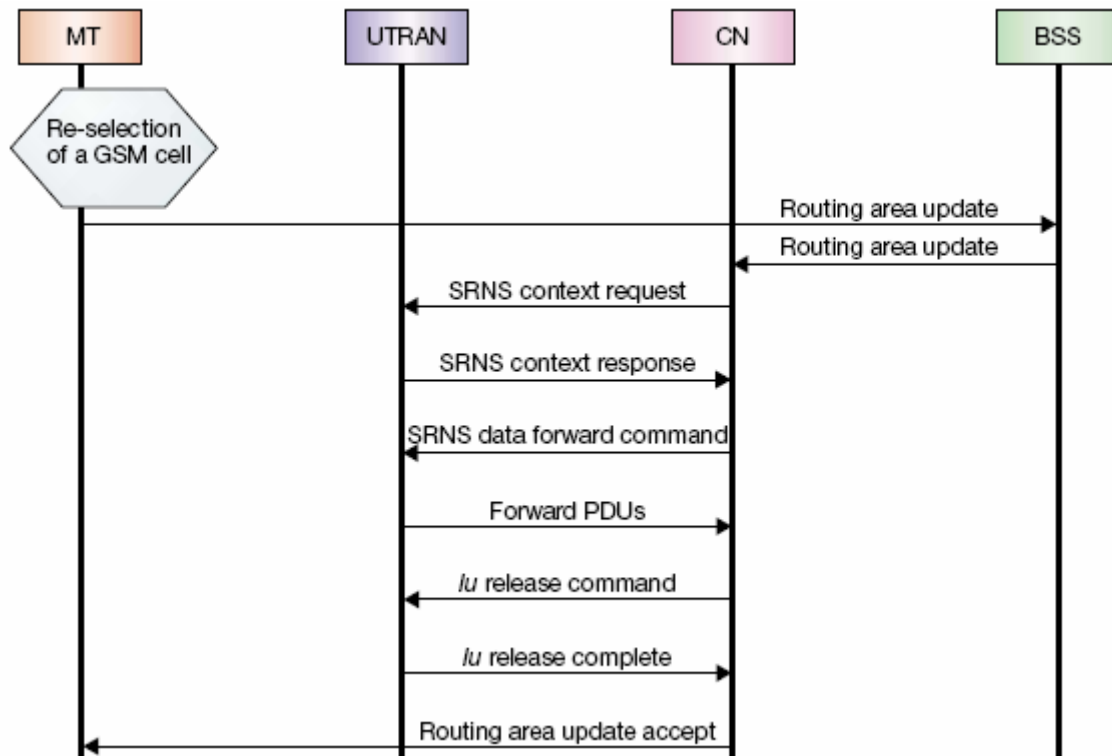 MT
UTRAN
CN
BSS
Re-selection
of a GSM cell
Routing area update
Routing area update
SRNS context request
SRNS context response
SRNS data forward command
Forward PDUs
Iu release command
Iu release complete
Routing area update accept